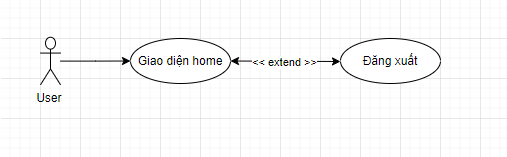 Giao diện home
<< extend >>
Đăng xuất
User